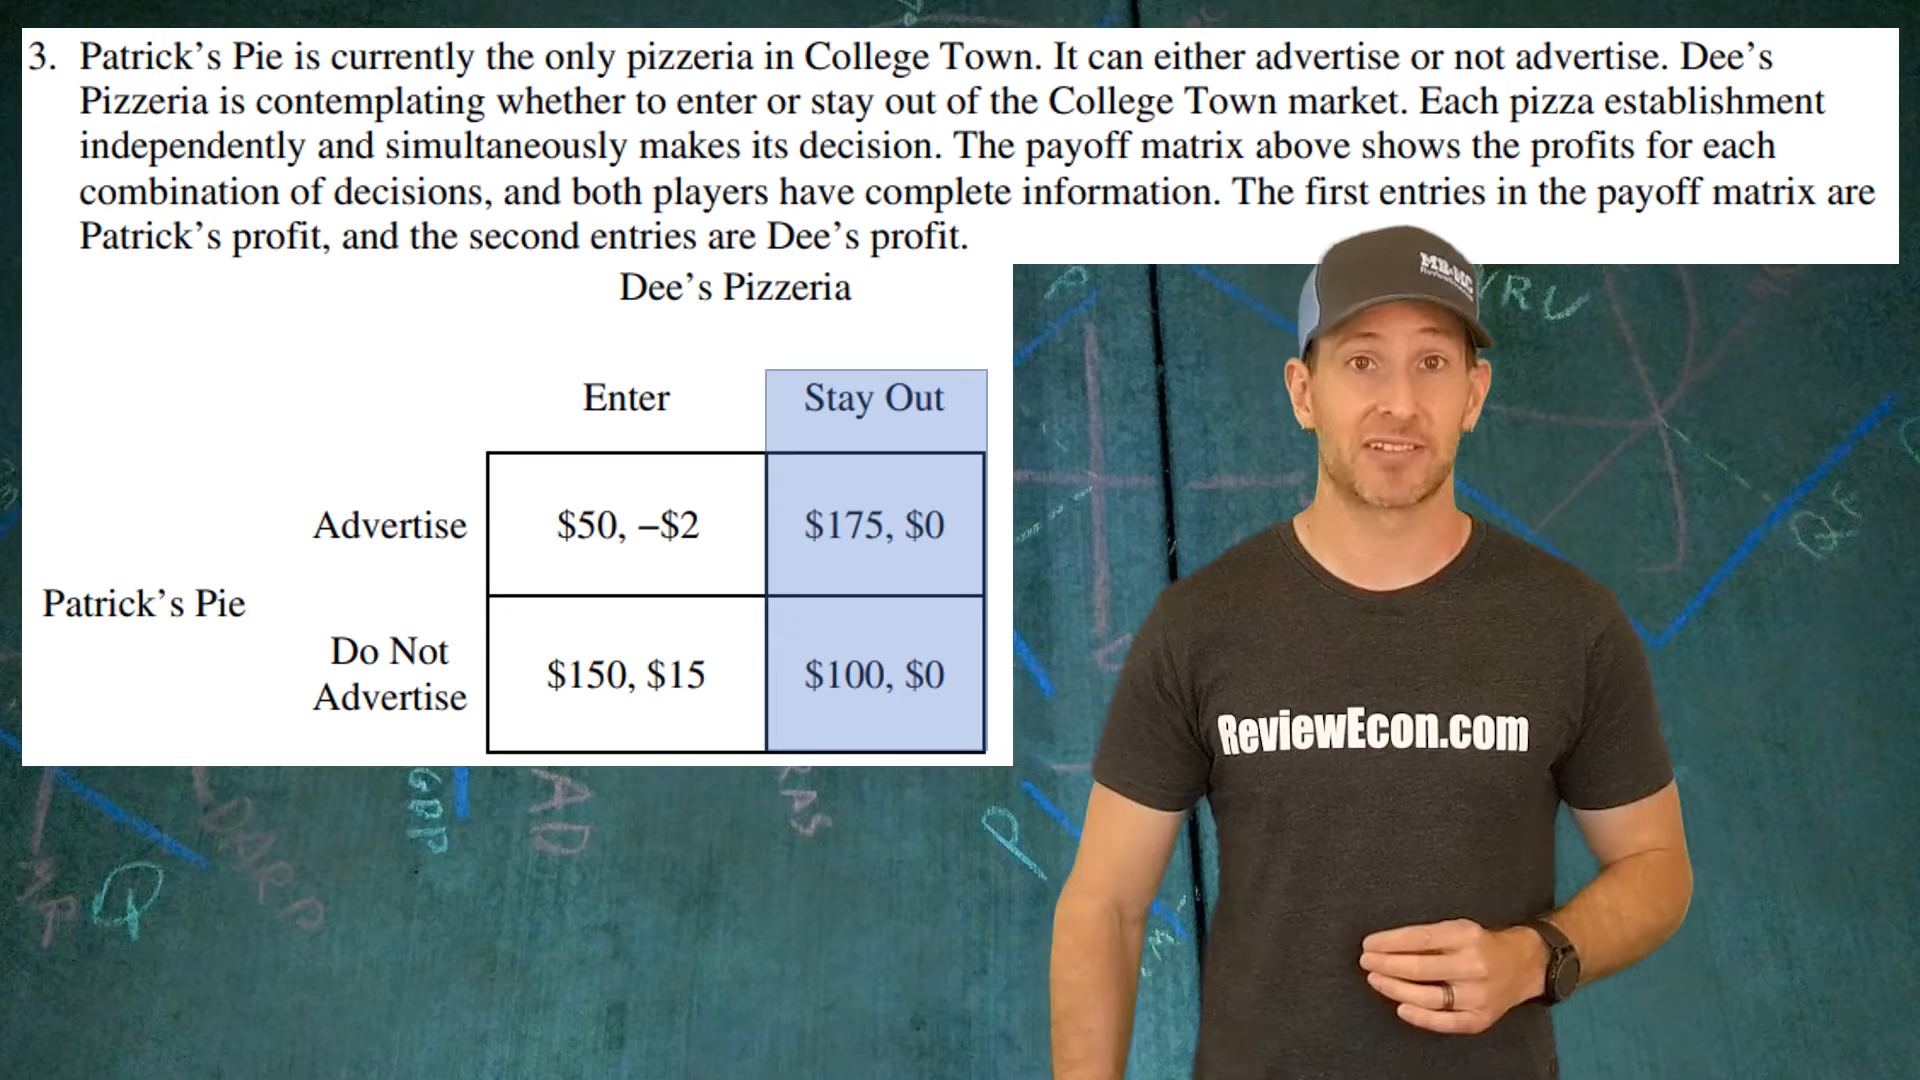 3. Patrick’s Pie is currently the only pizzeria in College Town. It can either advertise or not advertise. Dee’s
Pizzeria is contemplating whether to enter or stay out of the College Town market. Each pizza establishment
independently and simultaneously makes its decision. The payoff matrix above shows the profits for each
combination of decisions, and both players have complete information. The first entries in the payoff matrix are
Patrick’s profit, and the second entries are Dee’s profit.
Dee’s Pizzeria
Enter Stay Out
Advertise $50, –$2 $175, $0
Patrick’s Pie
Do Not
Advertise
$150, $15 $100, $0
ReviewEcon.com
P
Q
AD